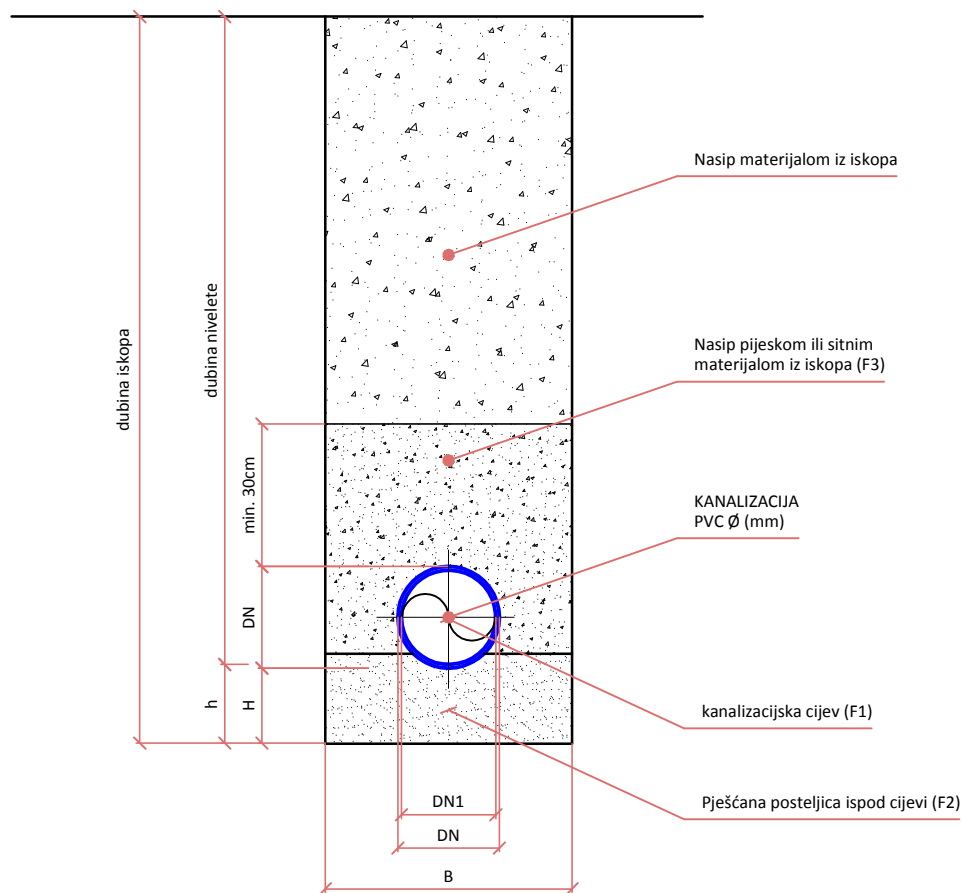 Nasip materijalom iz iskopa
dubina iskopa
dubina nivelete
Nasip pijeskom ili sitnim
materijalom iz iskopa (F3)
min. 30cm
KANALIZACIJA
PVC Ø (mm)
DN
h
H
kanalizacijska cijev (F1)
Pješćana posteljica ispod cijevi (F2)
DN1
DN
B